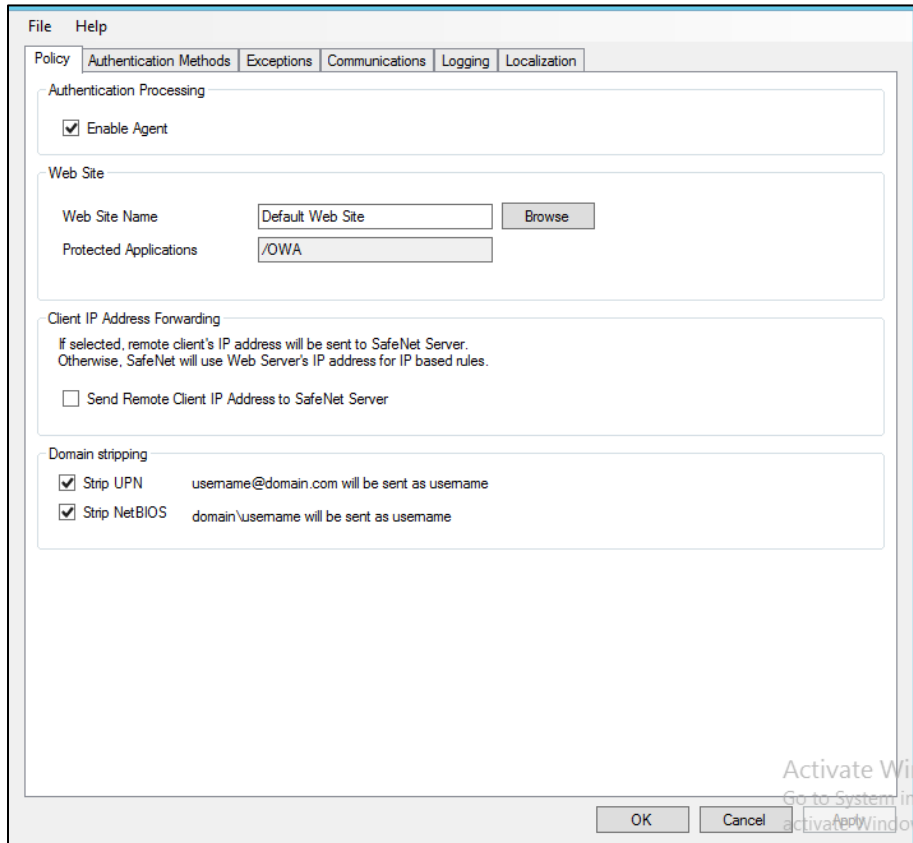 File Help
Policy Authentication Methods Exceptions Communications Logging Localization
Authentication Processing
Enable Agent
Web Site
Web Site Name Default Web Site Browse
Protected Applications /OWA
Client IP Address Forwarding
If selected, remote client's IP address will be sent to SafeNet Server.
Otherwise, SafeNet will use Web Server's IP address for IP based rules.
Send Remote Client IP Address to SafeNet Server
Domain stripping
Strip UPN username@domain.com will be sent as username
Strip NetBIOS domain\username will be sent as username
Activate Wi
Go to System in
OK Cancel Apply
activate Window